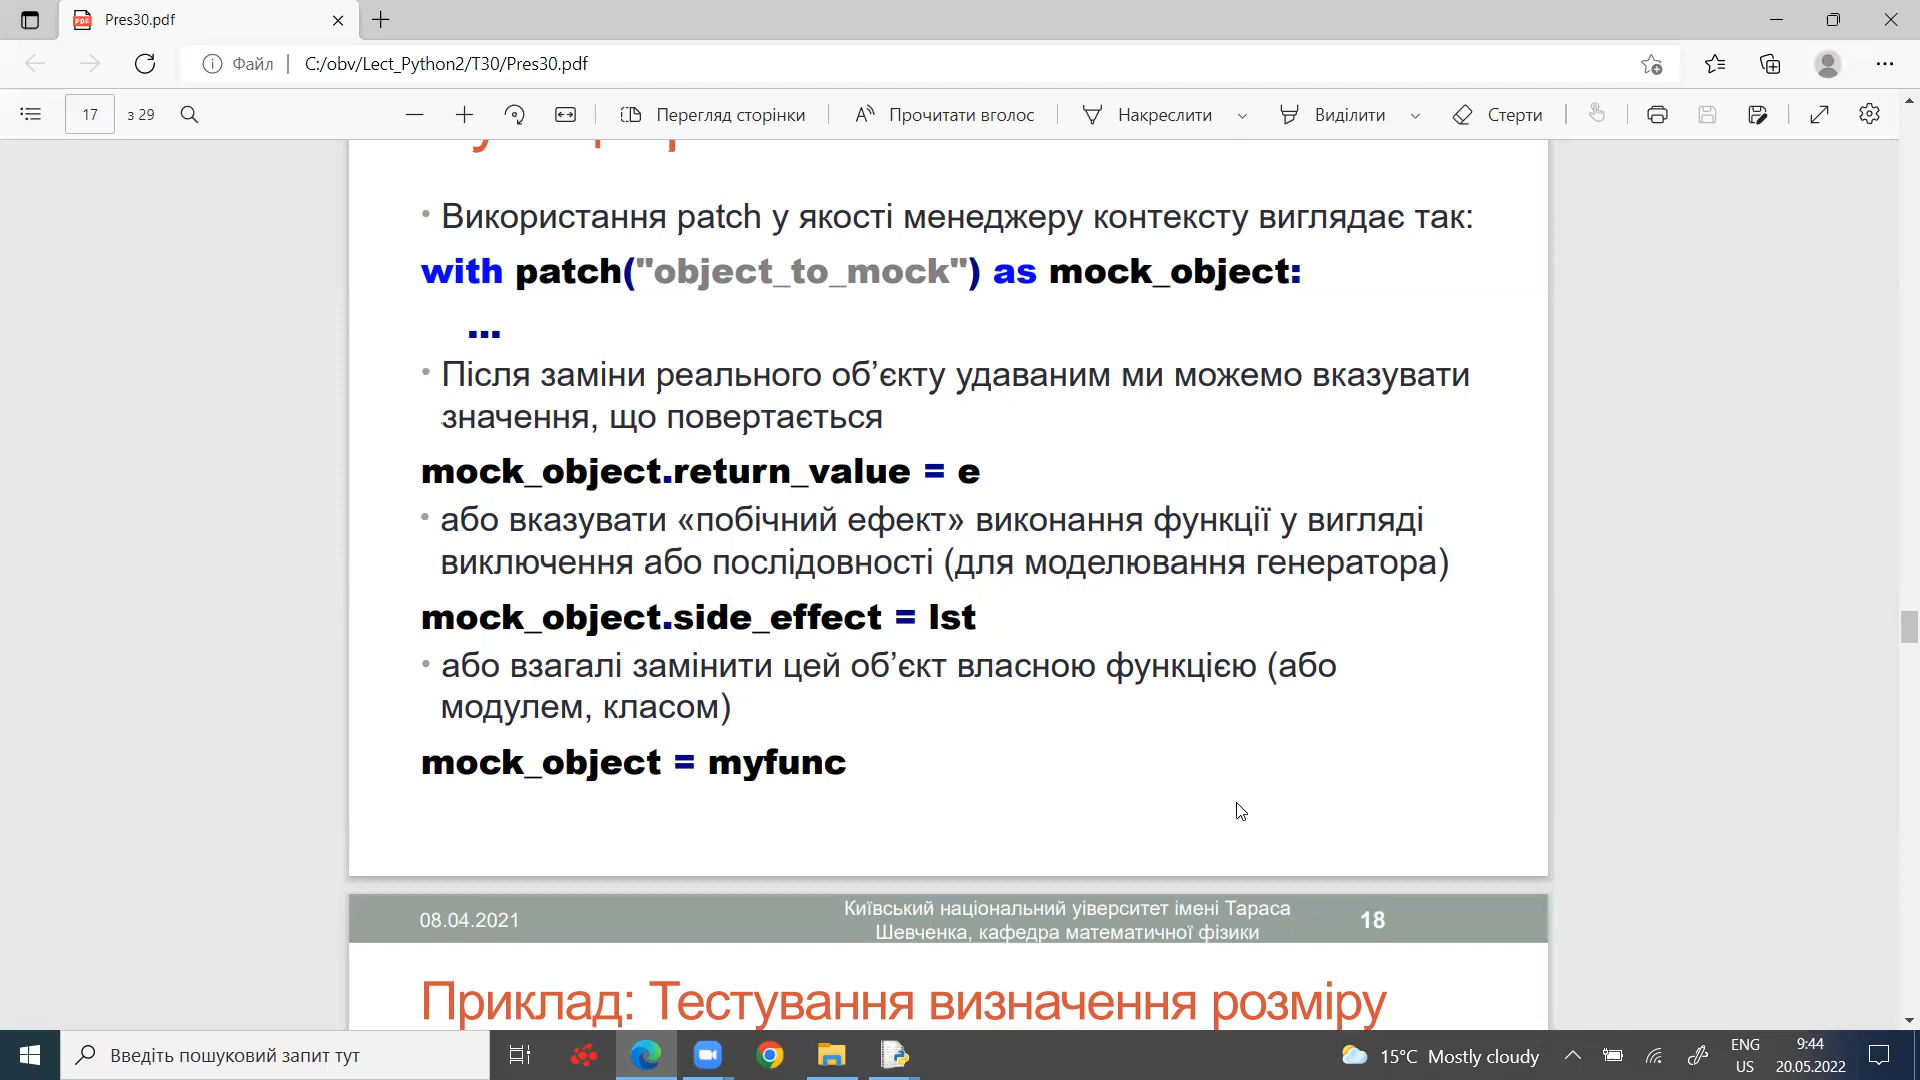 Pres30.pdf
Файл
C:/obv/Lect_Python2/T30/Pres30.pdf
17
з 29
Перегляд сторінки
Прочитати вголос
Накреслити
Виділити
Стерти
• Використання patch у якості менеджеру контексту виглядає так:
with patch("object_to_mock") as mock_object:
...
• Після заміни реального об’єкту удаваним ми можемо вказувати
значення, що повертається
mock_object.return_value = e
• або вказувати «побічний ефект» виконання функції у вигляді
виключення або послідовності (для моделювання генератора)
mock_object.side_effect = lst
• або взагалі замінити цей об’єкт власною функцією (або
модулем, класом)
mock_object = myfunc
08.04.2021
Київський національний уіверситет імені Тараса
Шевченка, кафедра математичної фізики
18
Приклад: Тестування визначення розміру
Введіть пошуковий запит тут
15°C Mostly cloudy
ENG
US
9:44
20.05.2022